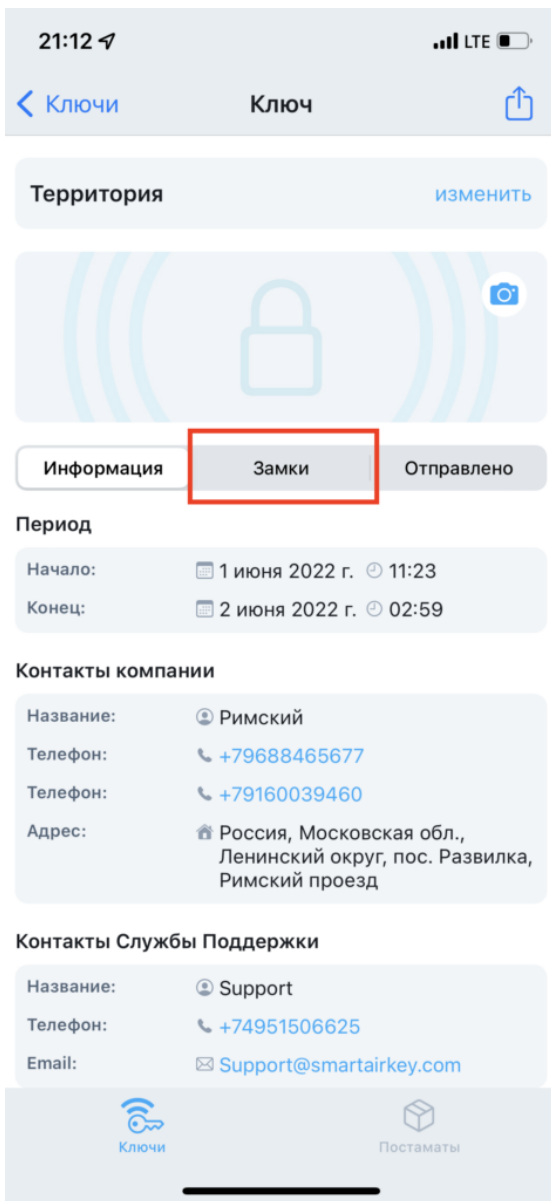 21:12 LTE
Ключи Ключ
Территория изменить
Информация Замки Отправлено
Период
Начало: 1 июня 2022 г. 11:23
Конец: 2 июня 2022 г. 02:59
Контакты компании
Название: Римский
Телефон: +79688465677
Телефон: +79160039460
Адрес: Россия, Московская обл.,
Ленинский округ, пос. Развилка,
Римский проезд
Контакты Службы Поддержки
Название: Support
Телефон: +74951506625
Email: Support@smartairkey.com
Ключи Постаматы